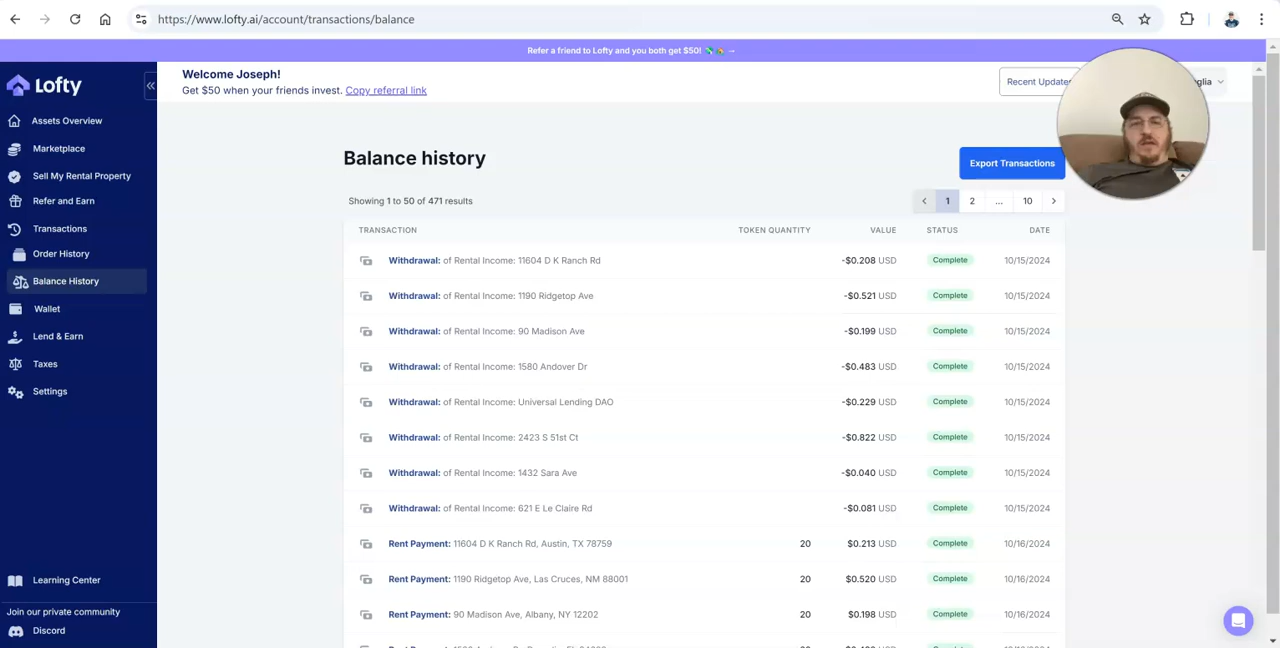 https://www.lofty.ai/account/transactions/balance
Refer a friend to Lofty and you both get $50! 💸 🏡 →
Lofty
Welcome Joseph!
Get $50 when your friends invest. Copy referral link
Recent Updates
glia
Assets Overview
Marketplace
Sell My Rental Property
Refer and Earn
Transactions
Order History
Balance History
Wallet
Lend & Earn
Taxes
Settings
Learning Center
Join our private community
Discord
Balance history
Export Transactions
Showing 1 to 50 of 471 results
1 2 ... 10
TRANSACTION TOKEN QUANTITY VALUE STATUS DATE
Withdrawal: of Rental Income: 11604 D K Ranch Rd -$0.208 USD Complete 10/15/2024
Withdrawal: of Rental Income: 1190 Ridgetop Ave -$0.521 USD Complete 10/15/2024
Withdrawal: of Rental Income: 90 Madison Ave -$0.199 USD Complete 10/15/2024
Withdrawal: of Rental Income: 1580 Andover Dr -$0.483 USD Complete 10/15/2024
Withdrawal: of Rental Income: Universal Lending DAO -$0.229 USD Complete 10/15/2024
Withdrawal: of Rental Income: 2423 S 51st Ct -$0.822 USD Complete 10/15/2024
Withdrawal: of Rental Income: 1432 Sara Ave -$0.040 USD Complete 10/15/2024
Withdrawal: of Rental Income: 621 E Le Claire Rd -$0.081 USD Complete 10/15/2024
Rent Payment: 11604 D K Ranch Rd, Austin, TX 78759 20 $0.213 USD Complete 10/16/2024
Rent Payment: 1190 Ridgetop Ave, Las Cruces, NM 88001 20 $0.520 USD Complete 10/16/2024
Rent Payment: 90 Madison Ave, Albany, NY 12202 20 $0.198 USD Complete 10/16/2024